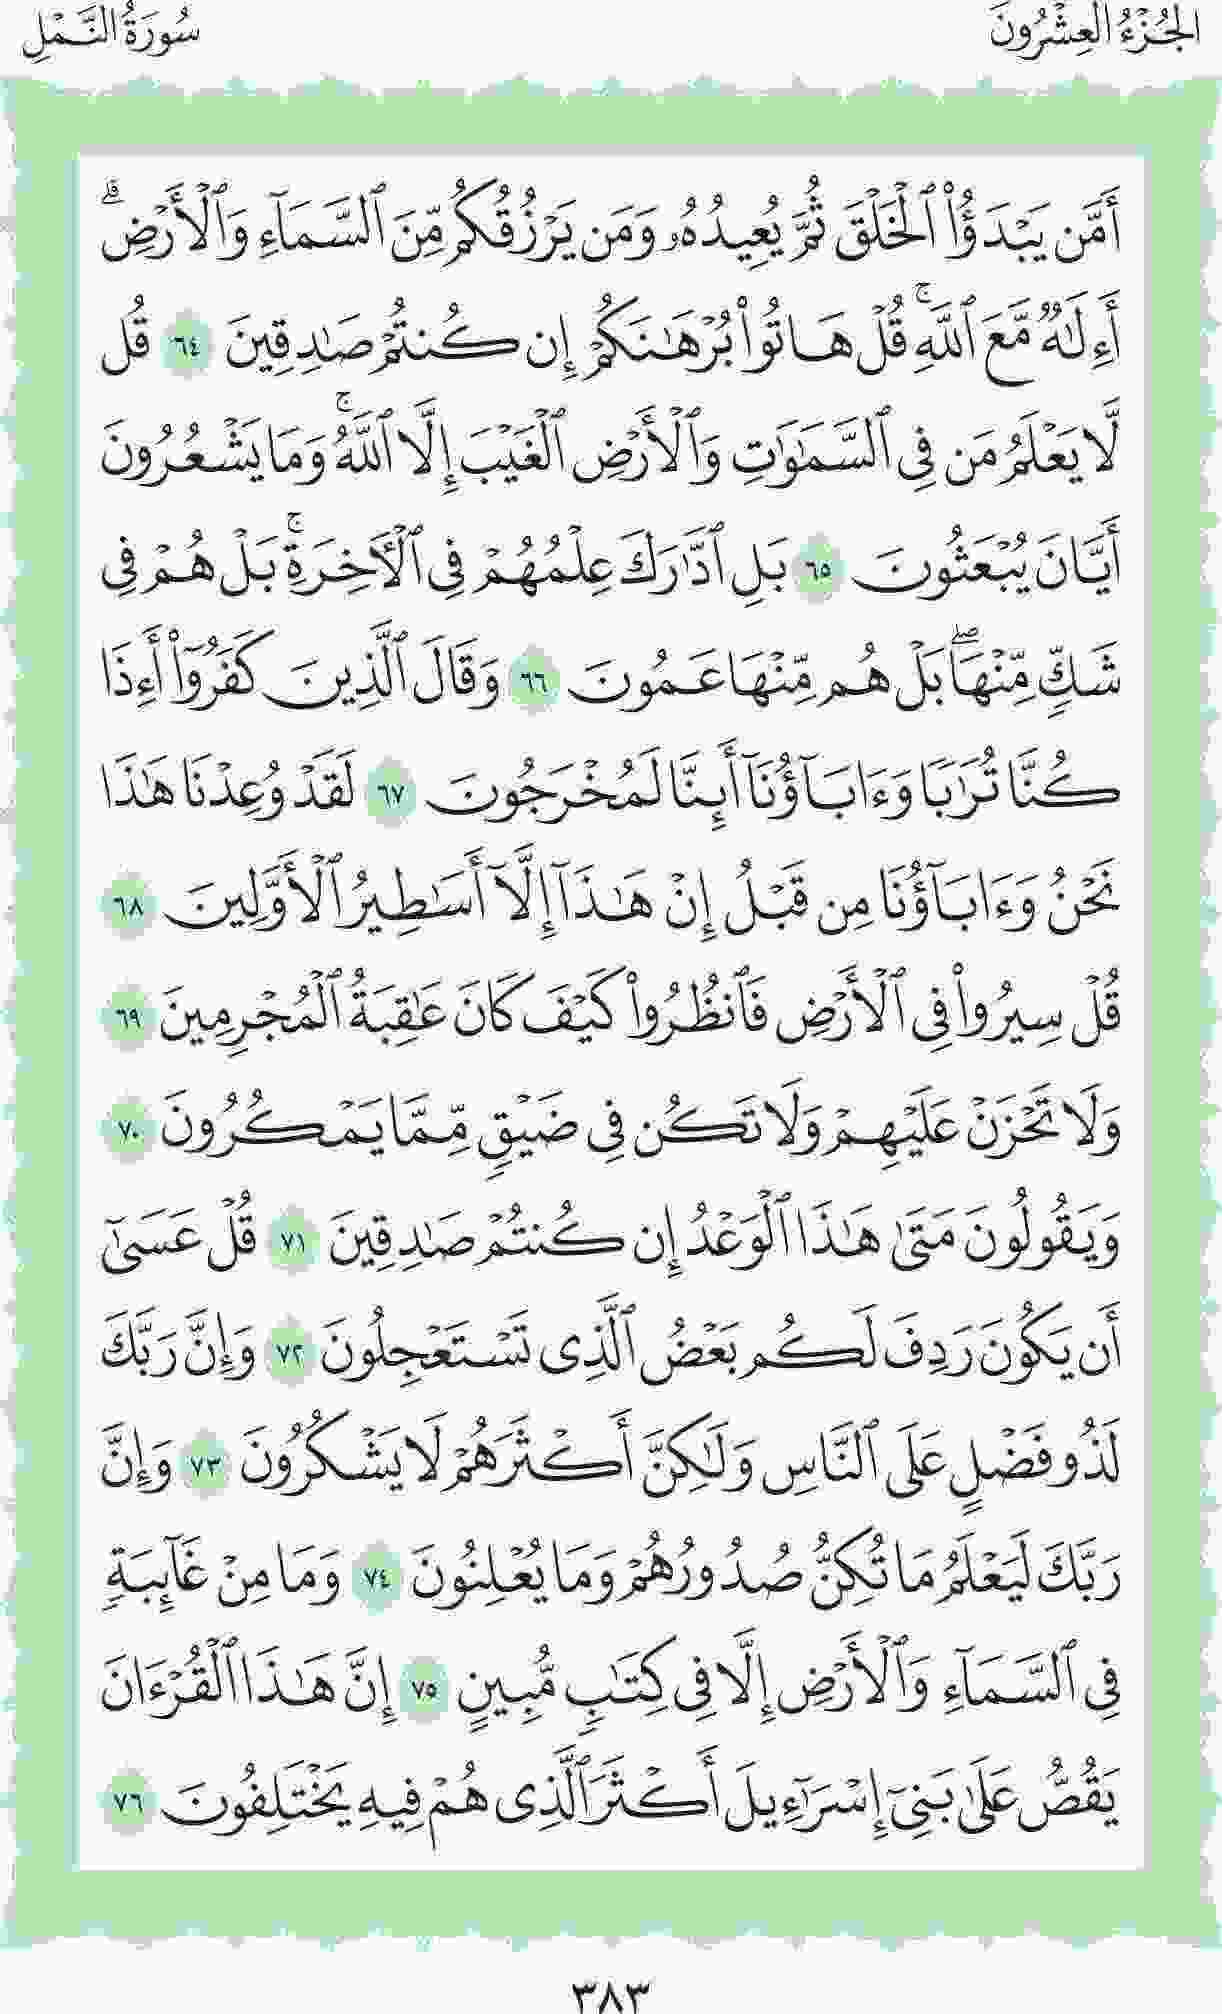 الجُزْءُ العِشْرُونَ
سُورَةُ النَّمْلِ
أَمَّن يَبْدَؤُا۟ ٱلْخَلْقَ ثُمَّ يُعِيدُهُۥ وَمَن يَرْزُقُكُم مِّنَ ٱلسَّمَآءِ وَٱلْأَرْضِ ۗ
أَءِلَـٰهٌ مَّعَ ٱللَّهِ ۚ قُلْ هَاتُوا۟ بُرْهَـٰنَكُمْ إِن كُنتُمْ صَـٰدِقِينَ ٦٤ قُل
لَّا يَعْلَمُ مَن فِى ٱلسَّمَـٰوَٰتِ وَٱلْأَرْضِ ٱلْغَيْبَ إِلَّا ٱللَّهُ ۚ وَمَا يَشْعُرُونَ
أَيَّانَ يُبْعَثُونَ ٦٥ بَلِ ٱدَّٰرَكَ عِلْمُهُمْ فِى ٱلْـَٔاخِرَةِ ۚ بَلْ هُمْ فِى
شَكٍّ مِّنْهَا ۖ بَلْ هُم مِّنْهَا عَمُونَ ٦٦ وَقَالَ ٱلَّذِينَ كَفَرُوٓا۟ أَءِذَا
كُنَّا تُرَٰبًا وَءَابَآؤُنَآ أَئِنَّا لَمُخْرَجُونَ ٦٧ لَقَدْ وُعِدْنَا هَـٰذَا
نَحْنُ وَءَابَآؤُنَا مِن قَبْلُ إِنْ هَـٰذَآ إِلَّآ أَسَـٰطِيرُ ٱلْأَوَّلِينَ ٦٨
قُلْ سِيرُوا۟ فِى ٱلْأَرْضِ فَٱنظُرُوا۟ كَيْفَ كَانَ عَـٰقِبَةُ ٱلْمُجْرِمِينَ ٦٩
وَلَا تَحْزَنْ عَلَيْهِمْ وَلَا تَكُن فِى ضَيْقٍ مِّمَّا يَمْكُرُونَ ٧٠
وَيَقُولُونَ مَتَىٰ هَـٰذَا ٱلْوَعْدُ إِن كُنتُمْ صَـٰدِقِينَ ٧١ قُلْ عَسَىٰٓ
أَن يَكُونَ رَدِفَ لَكُم بَعْضُ ٱلَّذِى تَسْتَعْجِلُونَ ٧٢ وَإِنَّ رَبَّكَ
لَذُو فَضْلٍ عَلَى ٱلنَّاسِ وَلَـٰكِنَّ أَكْثَرَهُمْ لَا يَشْكُرُونَ ٧٣ وَإِنَّ
رَبَّكَ لَيَعْلَمُ مَا تُكِنُّ صُدُورُهُمْ وَمَا يُعْلِنُونَ ٧٤ وَمَا مِنْ غَآئِبَةٍ
فِى ٱلسَّمَآءِ وَٱلْأَرْضِ إِلَّا فِى كِتَـٰبٍ مُّبِينٍ ٧٥ إِنَّ هَـٰذَا ٱلْقُرْءَانَ
يَقُصُّ عَلَىٰ بَنِىٓ إِسْرَٰٓءِيلَ أَكْثَرَ ٱلَّذِى هُمْ فِيهِ يَخْتَلِفُونَ ٧٦
٣٨٣